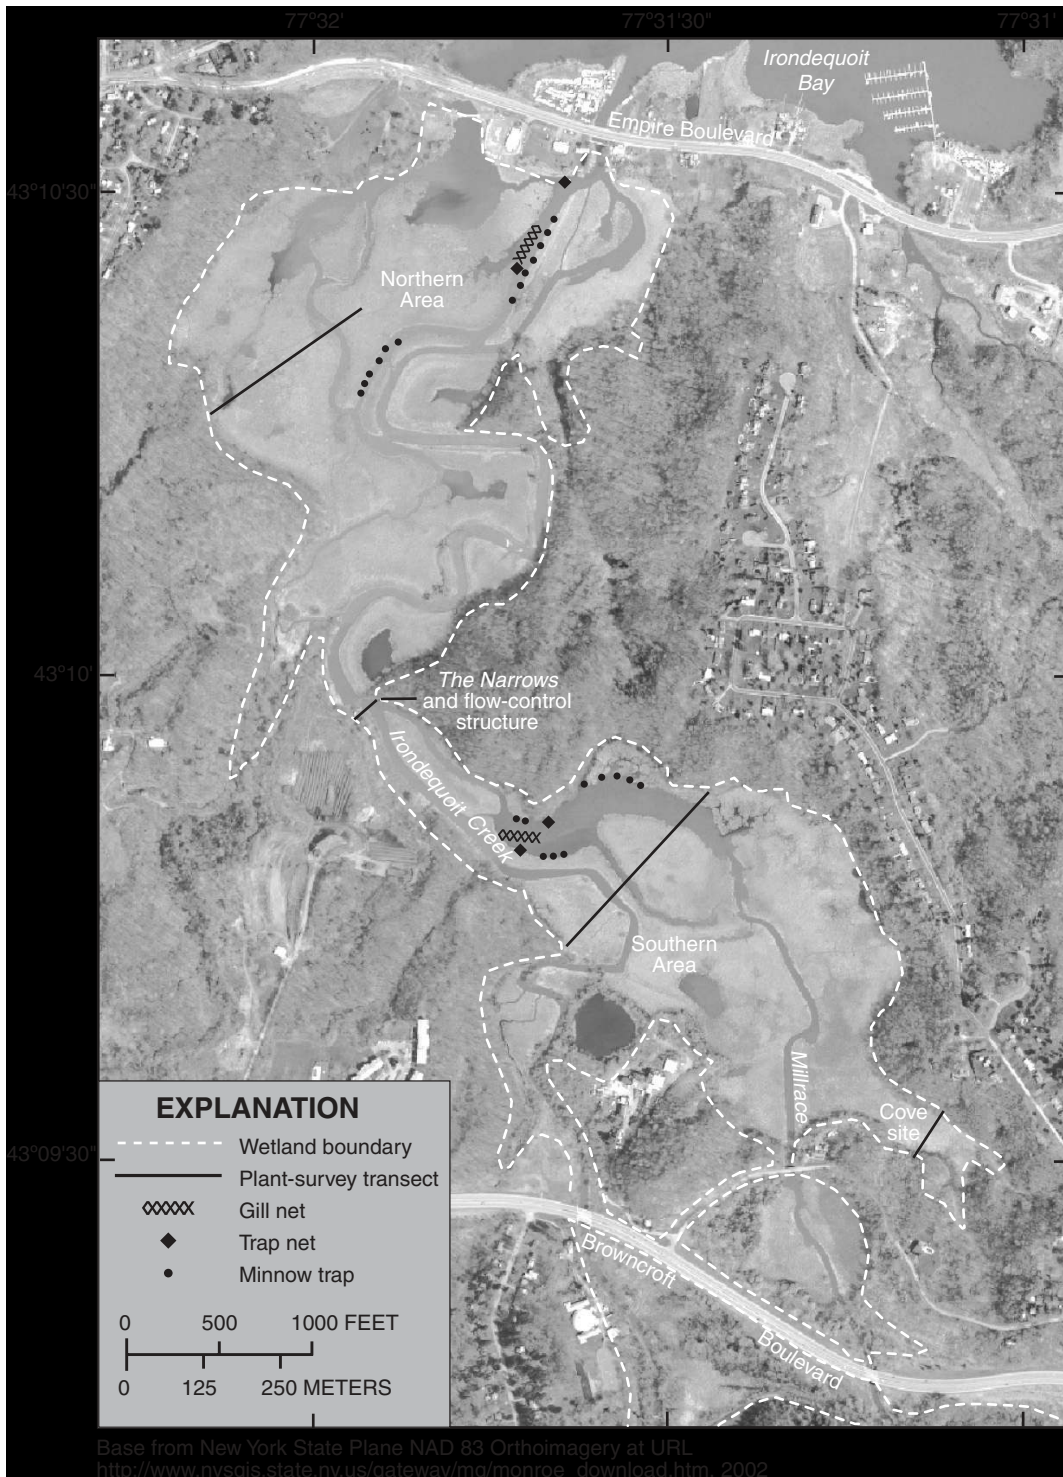 77°32'
77°31'30"
77°31'
Irondequoit
Bay
Empire Boulevard
43°10'30"
Northern
Area
43°10'
The Narrows
and flow-control
structure
Irondequoit Creek
Southern
Area
Millrace
Cove
site
43°09'30"
Browncroft
Boulevard
EXPLANATION
Wetland boundary
Plant-survey transect
Gill net
Trap net
Minnow trap
0 500 1000 FEET
0 125 250 METERS
Base from New York State Plane NAD 83 Orthoimagery at URL
http://www.nysgis.state.ny.us/gateway/mg/monroe_download.htm, 2002